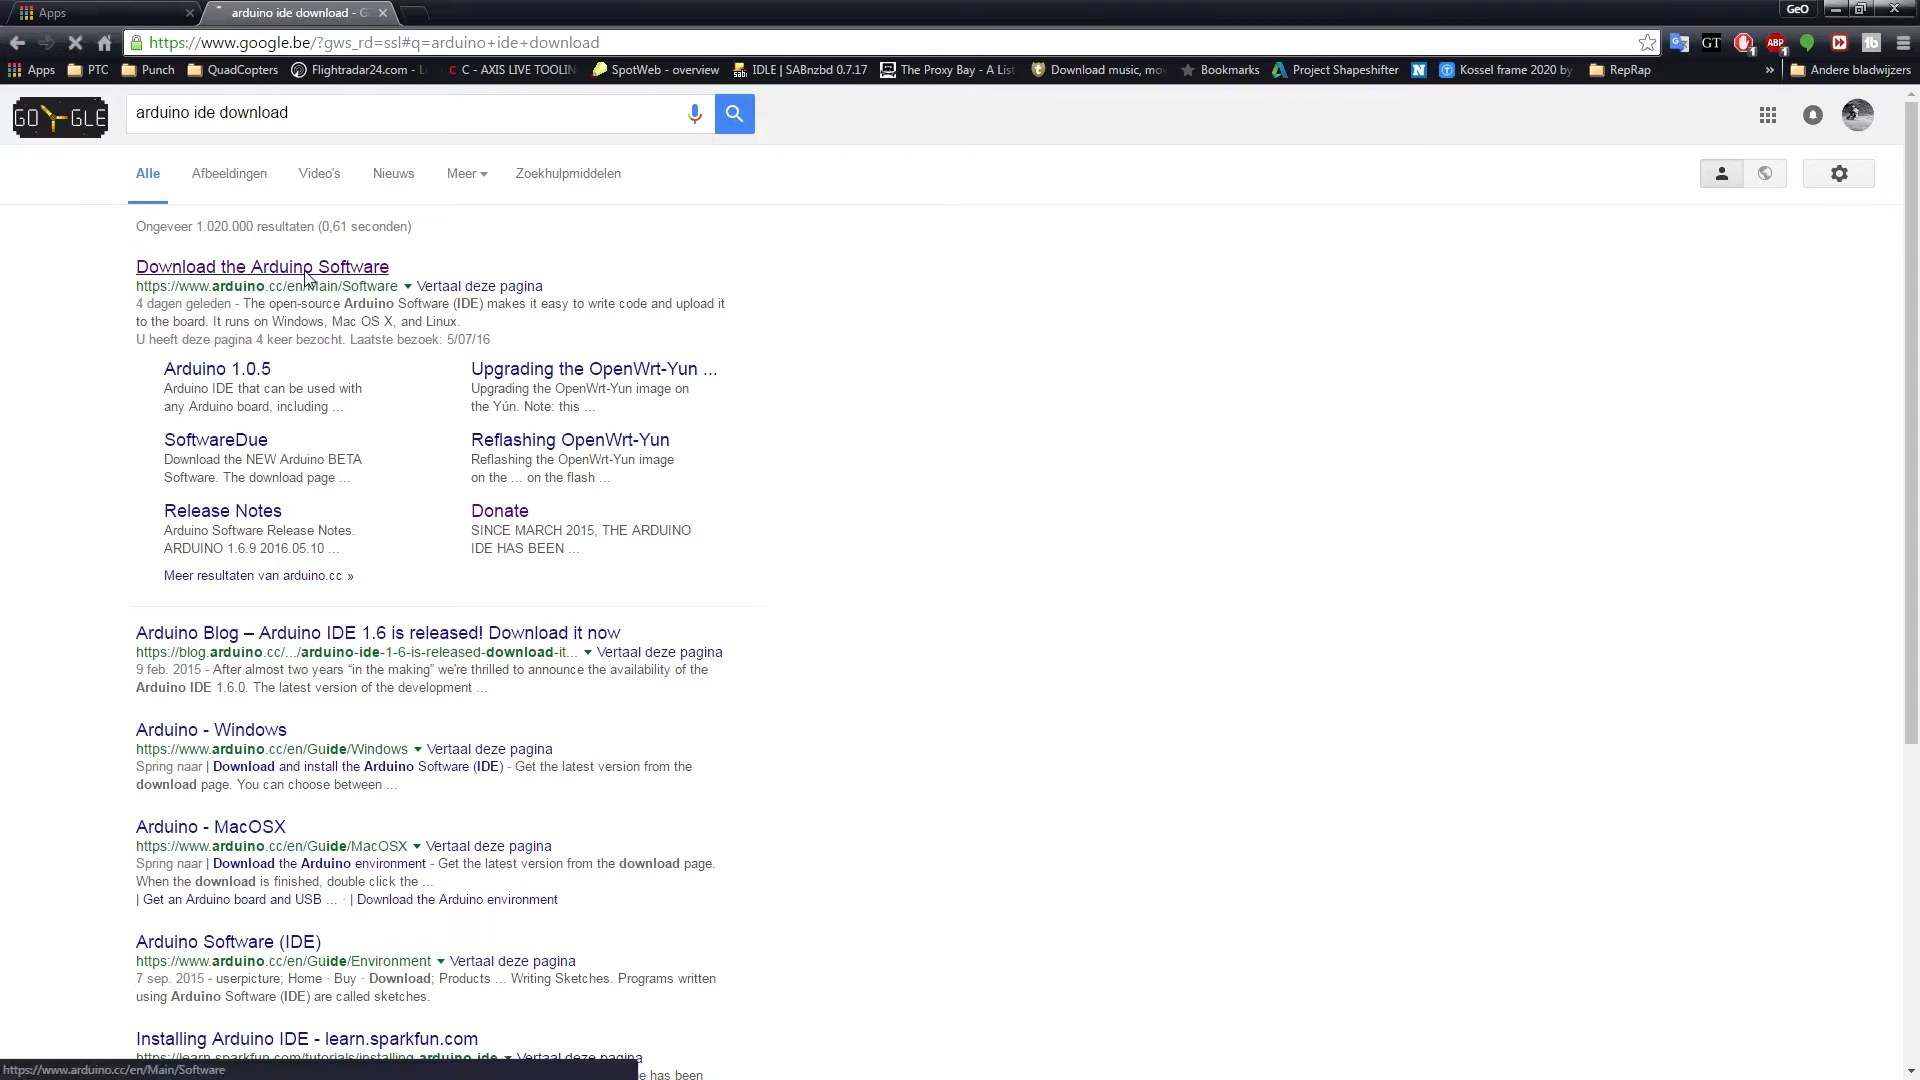 Apps
arduino ide download - G
GeO
https://www.google.be/?gws_rd=ssl#q=arduino+ide+download
GT
ABP
Apps PTC Punch QuadCopters Flightradar24.com - C - AXIS LIVE TOOLIN SpotWeb - overview IDLE | SABnzbd 0.7.17 The Proxy Bay - A List Download music, mo Bookmarks Project Shapeshifter N Kossel frame 2020 by RepRap » Andere bladwijzers
GO GLE
arduino ide download
Alle Afbeeldingen Video's Nieuws Meer Zoekhulpmiddelen
Ongeveer 1.020.000 resultaten (0,61 seconden)
Download the Arduino Software
https://www.arduino.cc/en/Main/Software Vertaal deze pagina
4 dagen geleden - The open-source Arduino Software (IDE) makes it easy to write code and upload it
to the board. It runs on Windows, Mac OS X, and Linux.
U heeft deze pagina 4 keer bezocht. Laatste bezoek: 5/07/16
Arduino 1.0.5
Arduino IDE that can be used with
any Arduino board, including ...
Upgrading the OpenWrt-Yun ...
Upgrading the OpenWrt-Yun image on
the Yún. Note: this ...
SoftwareDue
Download the NEW Arduino BETA
Software. The download page ...
Reflashing OpenWrt-Yun
Reflashing the OpenWrt-Yun image
on the ... on the flash ...
Release Notes
Arduino Software Release Notes.
ARDUINO 1.6.9 2016.05.10 ...
Donate
SINCE MARCH 2015, THE ARDUINO
IDE HAS BEEN ...
Meer resultaten van arduino.cc »
Arduino Blog – Arduino IDE 1.6 is released! Download it now
https://blog.arduino.cc/.../arduino-ide-1-6-is-released-download-it... Vertaal deze pagina
9 feb. 2015 - After almost two years “in the making” we're thrilled to announce the availability of the
Arduino IDE 1.6.0. The latest version of the development ...
Arduino - Windows
https://www.arduino.cc/en/Guide/Windows Vertaal deze pagina
Spring naar | Download and install the Arduino Software (IDE) - Get the latest version from the
download page. You can choose between ...
Arduino - MacOSX
https://www.arduino.cc/en/Guide/MacOSX Vertaal deze pagina
Spring naar | Download the Arduino environment - Get the latest version from the download page.
When the download is finished, double click the ...
| Get an Arduino board and USB ... · | Download the Arduino environment
Arduino Software (IDE)
https://www.arduino.cc/en/Guide/Environment Vertaal deze pagina
7 sep. 2015 - userpicture; Home · Buy · Download; Products ... Writing Sketches. Programs written
using Arduino Software (IDE) are called sketches.
Installing Arduino IDE - learn.sparkfun.com
https://learn.sparkfun.com/tutorials/installing-arduino-ide Vertaal deze pagina
https://www.arduino.cc/en/Main/Software
e has been